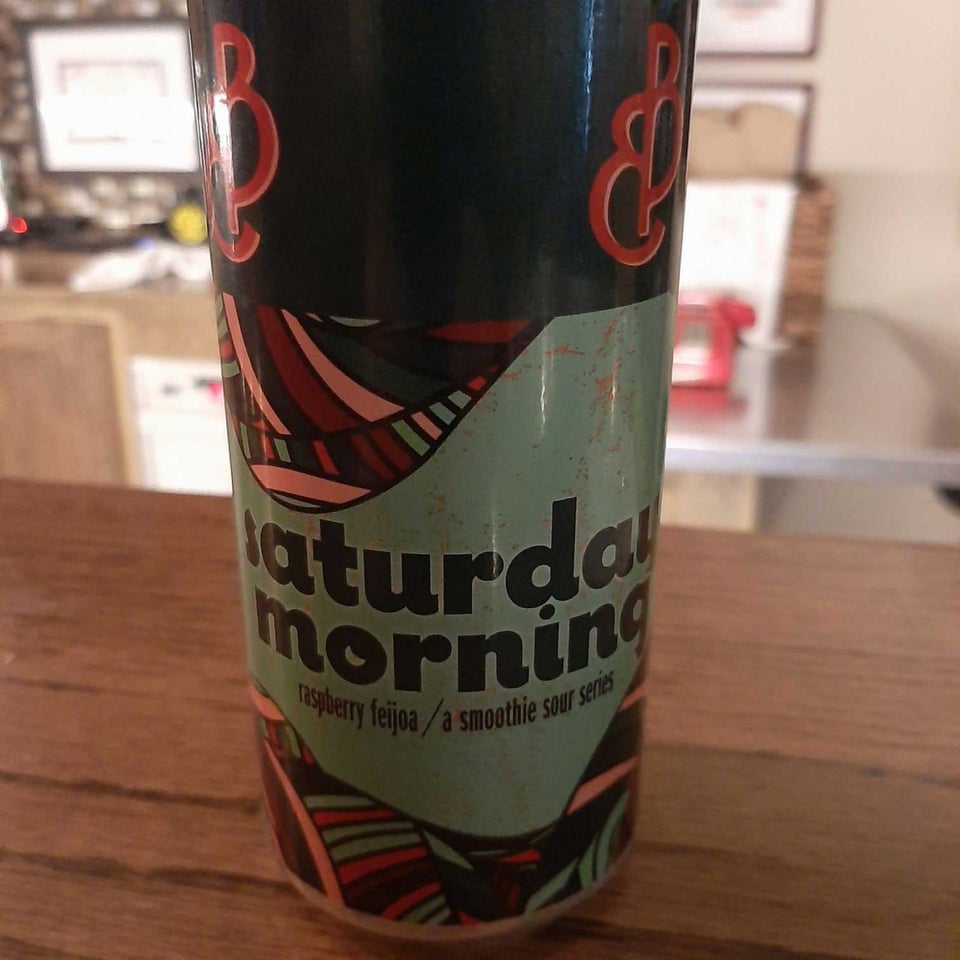 saturday
morning
raspberry feijoa / a smoothie sour series